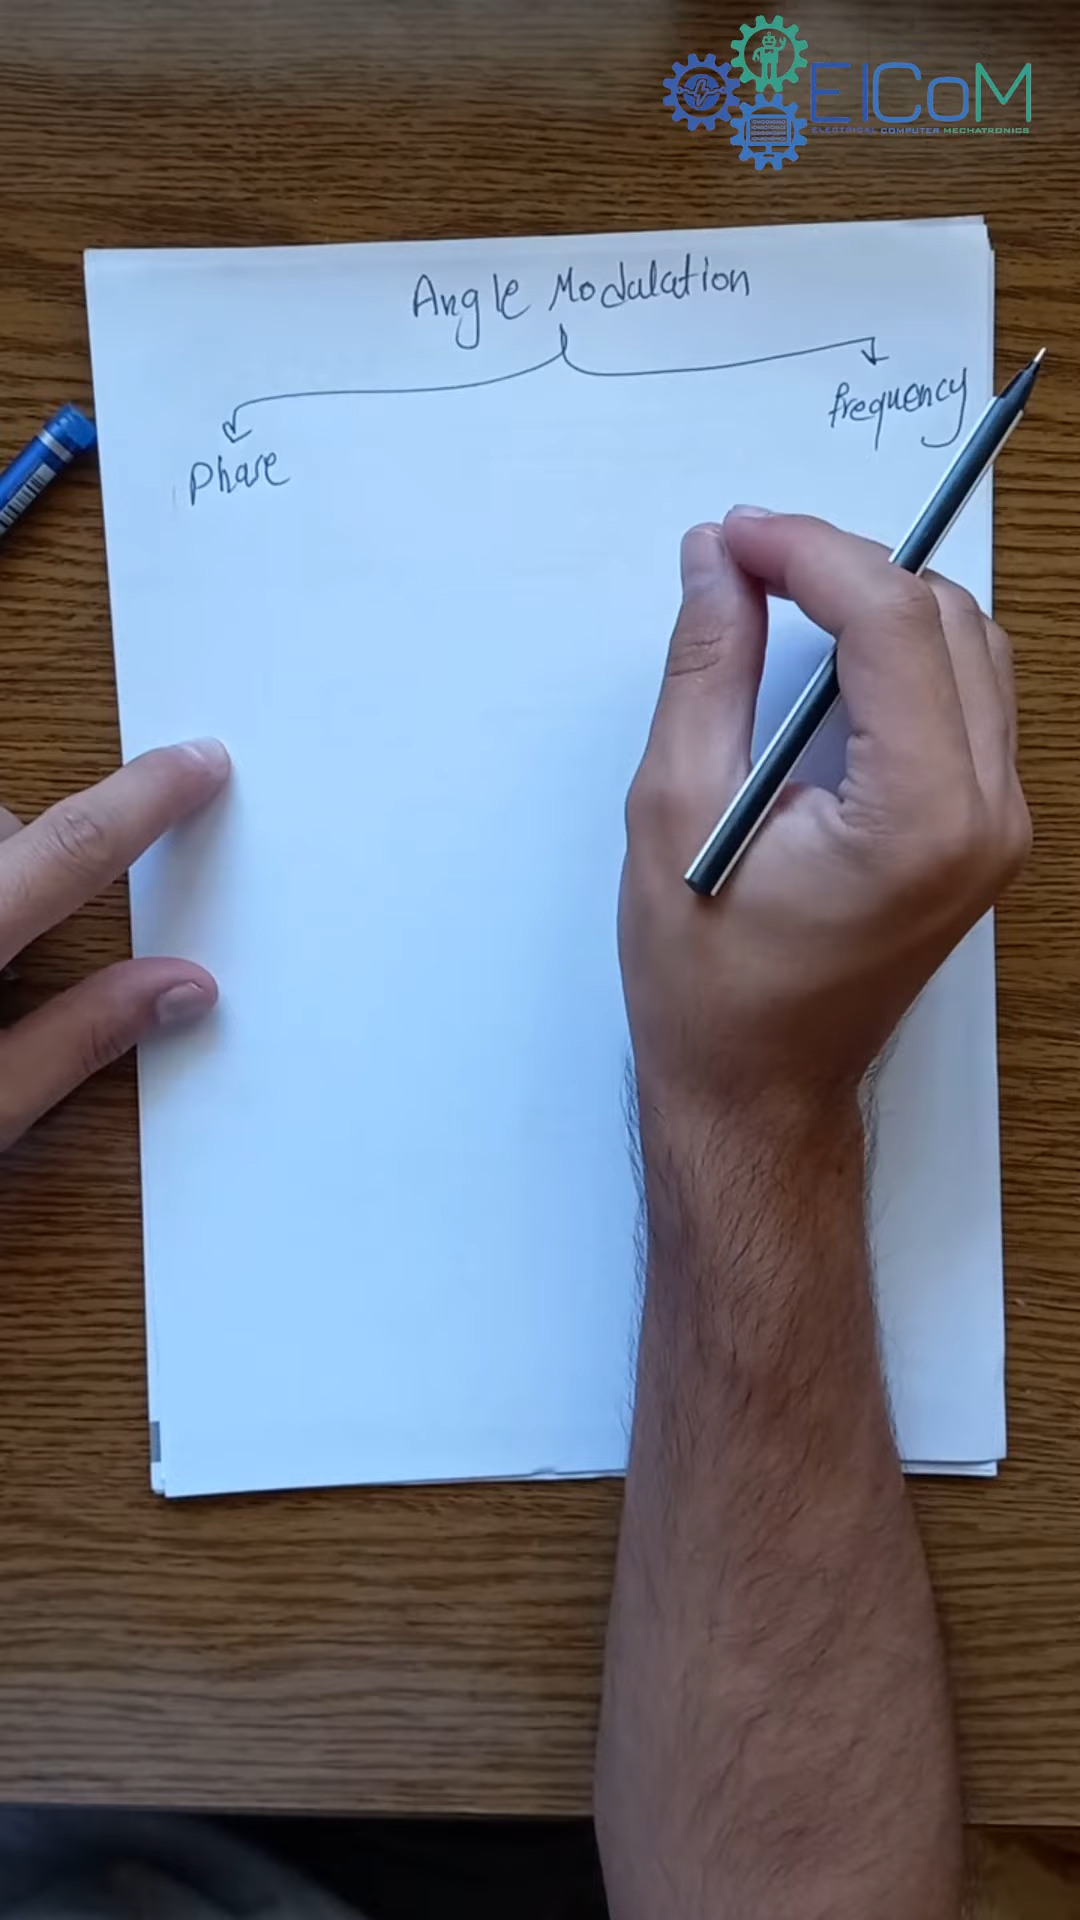 EICoM
ELECTRICAL COMPUTER MECHATRONICS
Angle Modulation
Phase
frequency